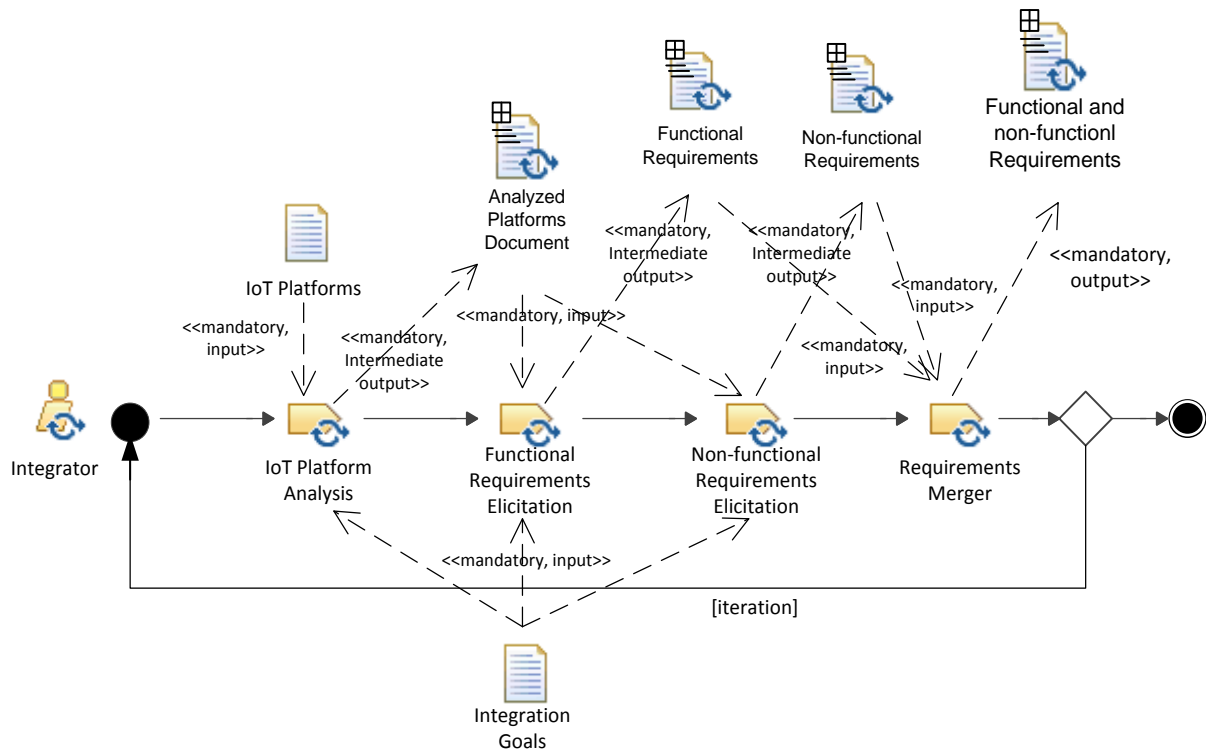 Functional and
non-functionl
Requirements
Functional
Requirements
Non-functional
Requirements
Analyzed
Platforms
Document
<<mandatory,
Intermediate
output>>
<<mandatory,
Intermediate
output>>
<<mandatory,
output>>
IoT Platforms
<<mandatory,
input>>
<<mandatory,
Intermediate
output>>
<<mandatory, input>>
<<mandatory,
input>>
<<mandatory,
input>>
Integrator
IoT Platform
Analysis
Functional
Requirements
Elicitation
Non-functional
Requirements
Elicitation
Requirements
Merger
<<mandatory, input>>
[iteration]
Integration
Goals